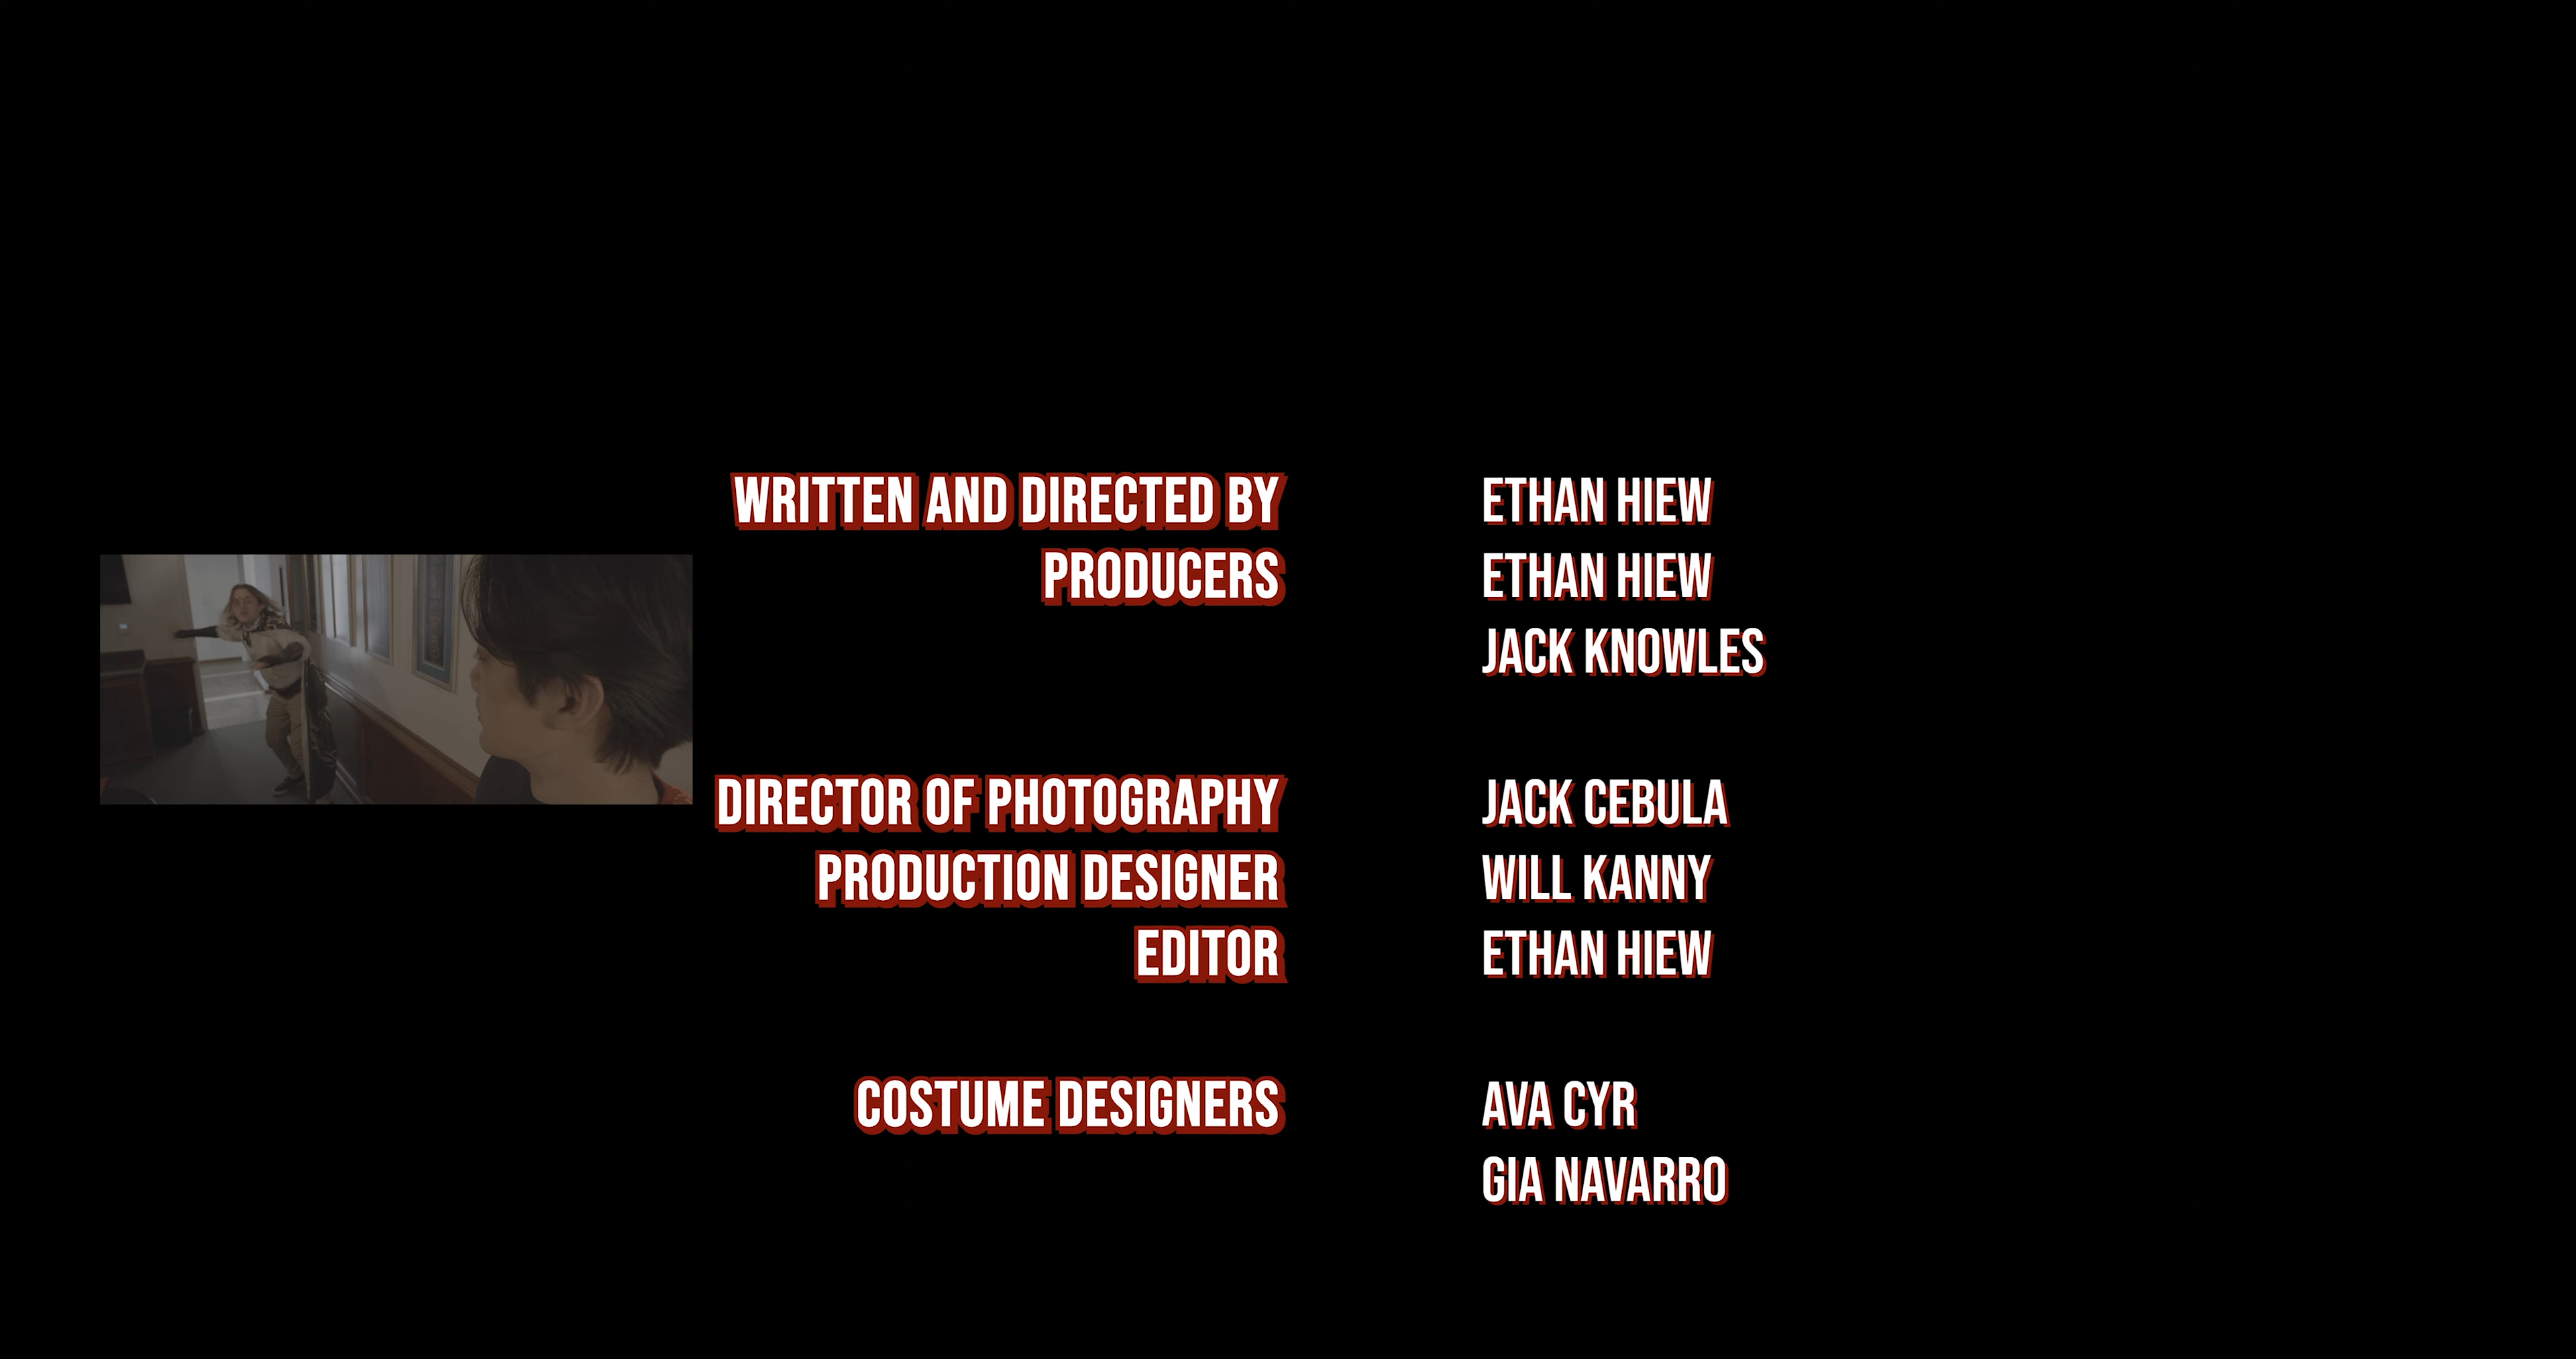 WRITTEN AND DIRECTED BY ETHAN HIEW
PRODUCERS ETHAN HIEW
JACK KNOWLES
DIRECTOR OF PHOTOGRAPHY JACK CEBULA
PRODUCTION DESIGNER WILL KANNY
EDITOR ETHAN HIEW
COSTUME DESIGNERS AVA CYR
GIA NAVARRO